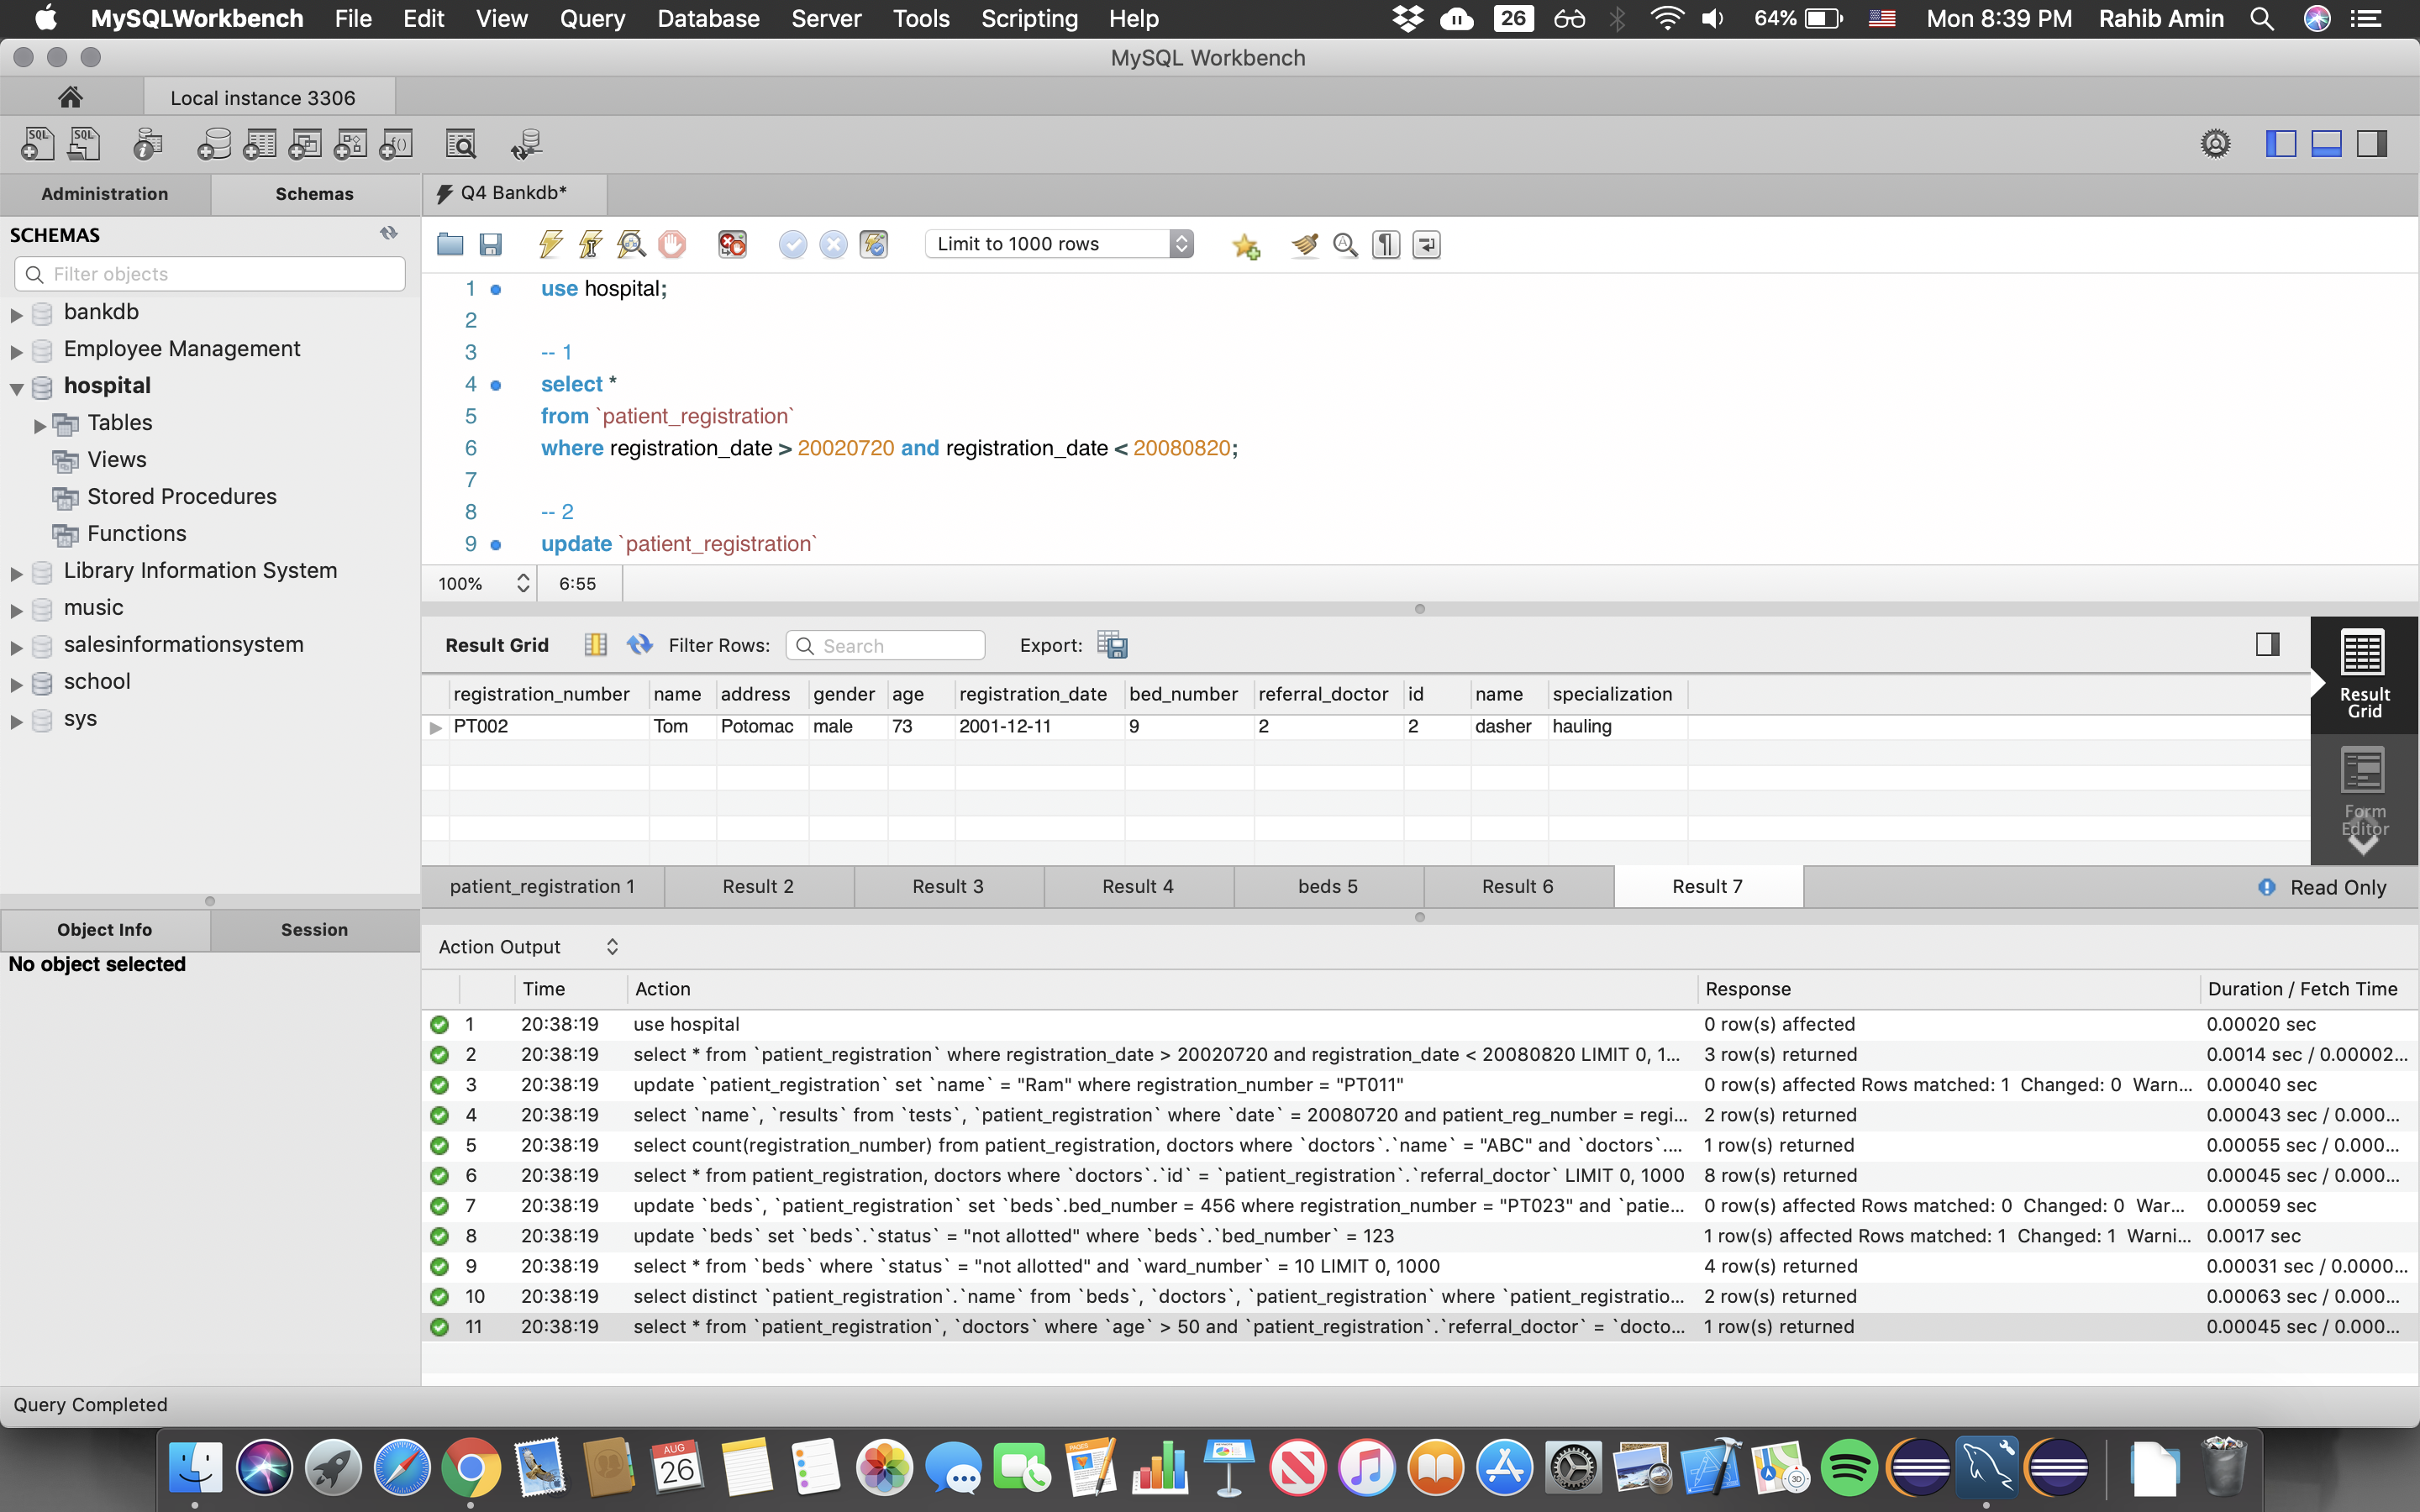 MySQLWorkbench File Edit View Query Database Server Tools Scripting Help 26 64% Mon 8:39 PM Rahib Amin
MySQL Workbench
Local instance 3306
Administration Schemas Q4 Bankdb*
SCHEMAS
Filter objects
bankdb
Employee Management
hospital
Tables
Views
Stored Procedures
Functions
Library Information System
music
salesinformationsystem
school
sys
Object Info Session
No object selected
Limit to 1000 rows
1 use hospital;
2
3 -- 1
4 select *
5 from `patient_registration`
6 where registration_date > 20020720 and registration_date < 20080820;
7
8 -- 2
9 update `patient_registration`
100% 6:55
Result Grid Filter Rows: Search Export:
registration_number name address gender age registration_date bed_number referral_doctor id name specialization
PT002 Tom Potomac male 73 2001-12-11 9 2 2 dasher hauling
Result Grid
Form Editor
patient_registration 1 Result 2 Result 3 Result 4 beds 5 Result 6 Result 7 Read Only
Action Output
Time Action Response Duration / Fetch Time
1 20:38:19 use hospital 0 row(s) affected 0.00020 sec
2 20:38:19 select * from `patient_registration` where registration_date > 20020720 and registration_date < 20080820 LIMIT 0, 1... 3 row(s) returned 0.0014 sec / 0.00002...
3 20:38:19 update `patient_registration` set `name` = "Ram" where registration_number = "PT011" 0 row(s) affected Rows matched: 1 Changed: 0 Warn... 0.00040 sec
4 20:38:19 select `name`, `results` from `tests`, `patient_registration` where `date` = 20080720 and patient_reg_number = regi... 2 row(s) returned 0.00043 sec / 0.000...
5 20:38:19 select count(registration_number) from patient_registration, doctors where `doctors`.`name` = "ABC" and `doctors`.... 1 row(s) returned 0.00055 sec / 0.000...
6 20:38:19 select * from patient_registration, doctors where `doctors`.`id` = `patient_registration`.`referral_doctor` LIMIT 0, 1000 8 row(s) returned 0.00045 sec / 0.000...
7 20:38:19 update `beds`, `patient_registration` set `beds`.bed_number = 456 where registration_number = "PT023" and `patie... 0 row(s) affected Rows matched: 0 Changed: 0 War... 0.00059 sec
8 20:38:19 update `beds` set `beds`.`status` = "not allotted" where `beds`.`bed_number` = 123 1 row(s) affected Rows matched: 1 Changed: 1 Warni... 0.0017 sec
9 20:38:19 select * from `beds` where `status` = "not allotted" and `ward_number` = 10 LIMIT 0, 1000 4 row(s) returned 0.00031 sec / 0.0000...
10 20:38:19 select distinct `patient_registration`.`name` from `beds`, `doctors`, `patient_registration` where `patient_registratio... 2 row(s) returned 0.00063 sec / 0.000...
11 20:38:19 select * from `patient_registration`, `doctors` where `age` > 50 and `patient_registration`.`referral_doctor` = `docto... 1 row(s) returned 0.00045 sec / 0.000...
Query Completed
AUG
26
PAGES
3D